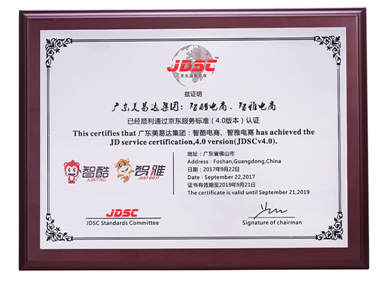 JDSC
京东服务标准
兹证明
广东美易达集团：智酷电商、智雅电商
已经顺利通过京东服务标准（4.0版本）认证
This certifies that 广东美易达集团：智酷电商、智雅电商 has achieved the
JD service certification,4.0 version(JDSCv4.0).
地址：广东省佛山市
Address : Foshan,Guangdong,China
日期：2017年9月22日
Date : September 22,2017
证书有效期至2019年9月21日
The certificate is valid until September 21,2019
智酷
智雅
JDSC
JDSC Standards Committee
Signature of chairman